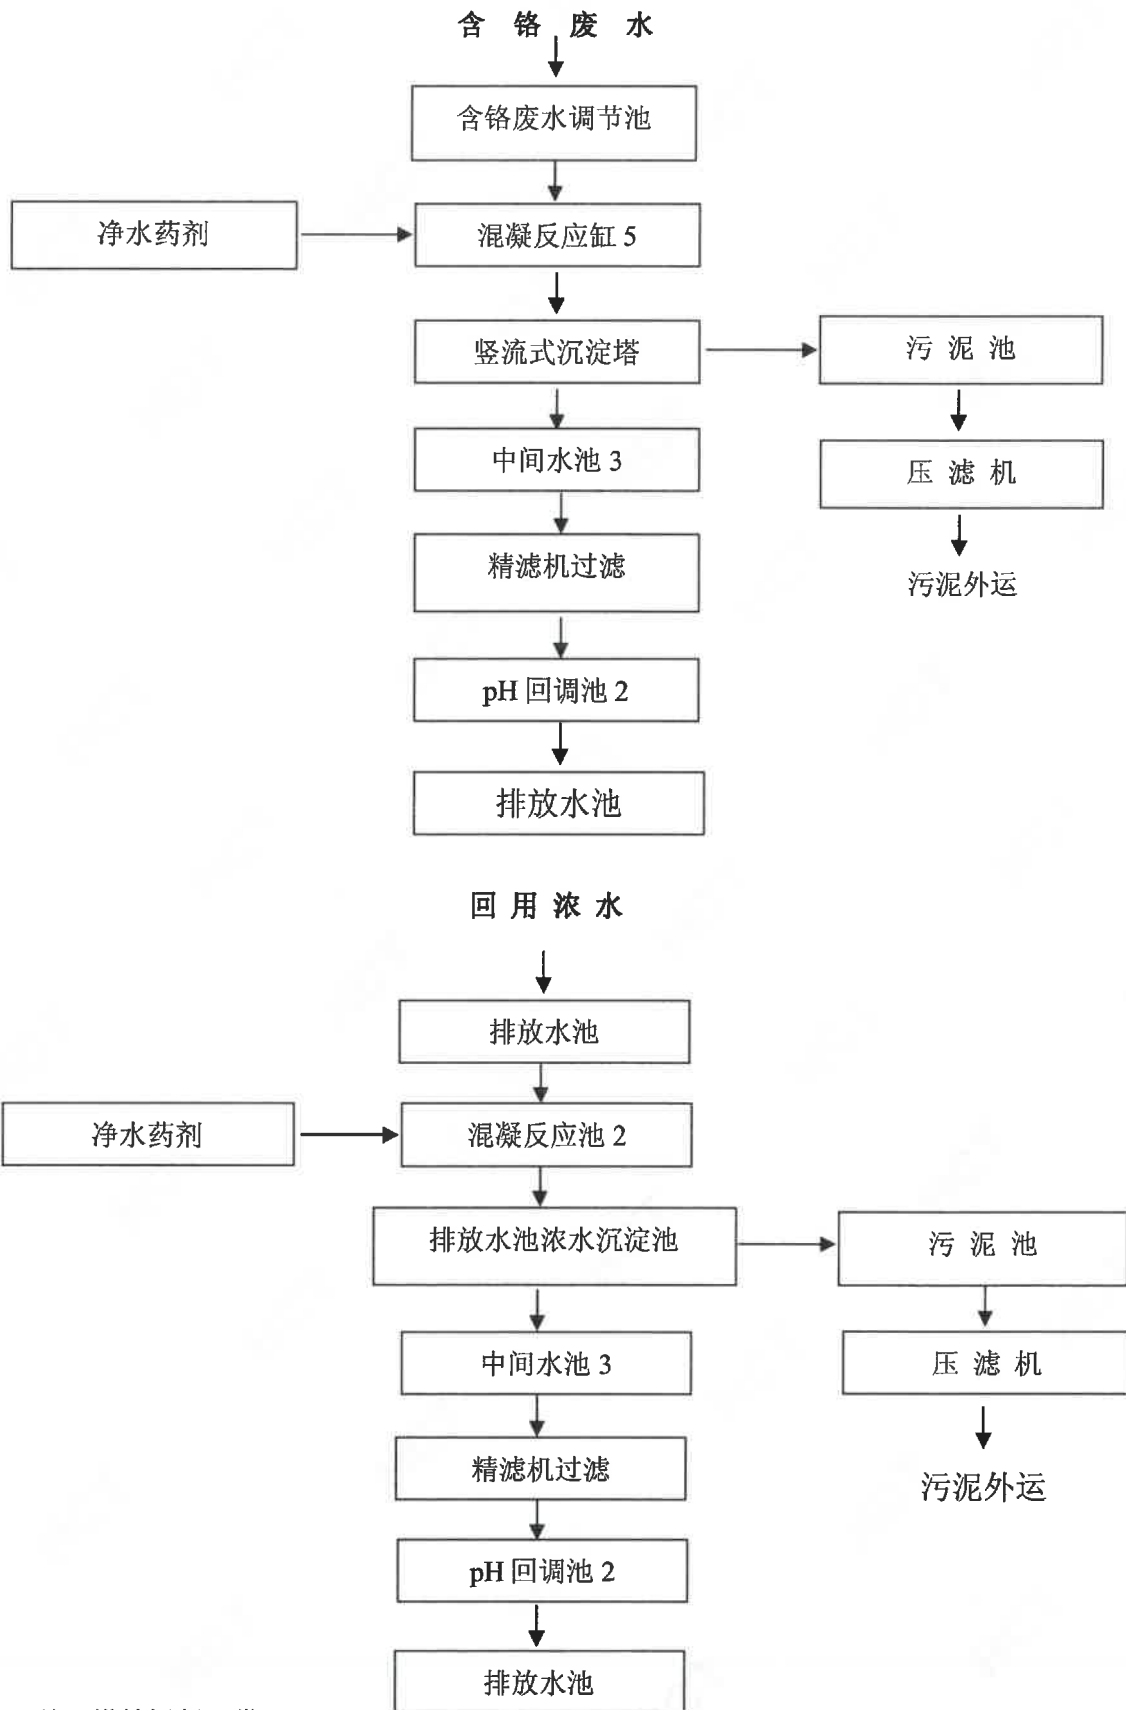 含 铬 废 水
含铬废水调节池
净水药剂
混凝反应缸 5
竖流式沉淀塔
污 泥 池
中间水池 3
压 滤 机
精滤机过滤
污泥外运
pH 回调池 2
排放水池
回 用 浓 水
排放水池
净水药剂
混凝反应池 2
排放水池浓水沉淀池
污 泥 池
中间水池 3
压 滤 机
精滤机过滤
污泥外运
pH 回调池 2
排放水池